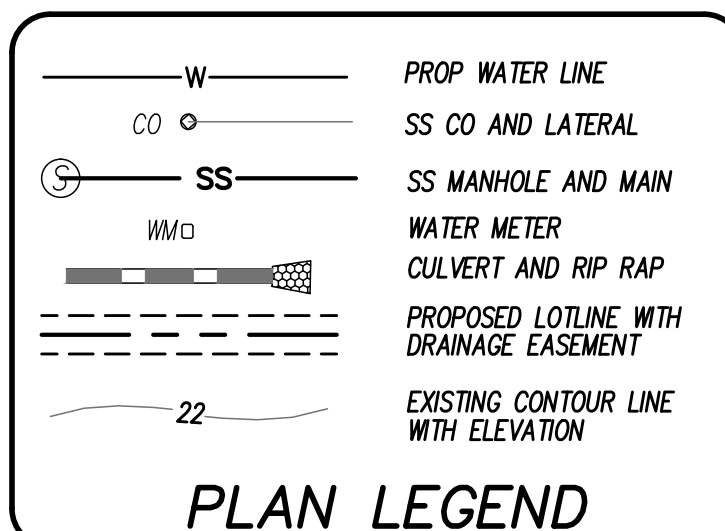 W PROP WATER LINE
CO SS CO AND LATERAL
S SS SS MANHOLE AND MAIN
WM WATER METER
CULVERT AND RIP RAP
PROPOSED LOTLINE WITH
DRAINAGE EASEMENT
22 EXISTING CONTOUR LINE
WITH ELEVATION
PLAN LEGEND